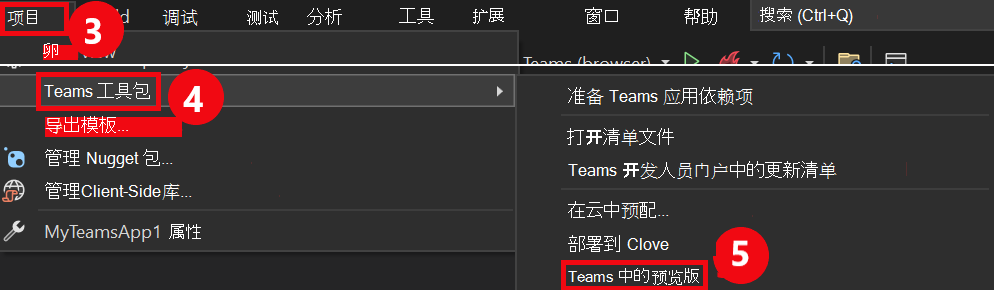 项目 3 ld 调试 测试 分析 工具 扩展 窗口 帮助 搜索 (Ctrl+Q)
卵
Teams (browser)
Teams 工具包 4
导出模板...
管理 Nugget 包...
管理Client-Side库...
MyTeamsApp1 属性
准备 Teams 应用依赖项
打开清单文件
Teams 开发人员门户中的更新清单
在云中预配...
部署到 Clove
Teams 中的预览版 5